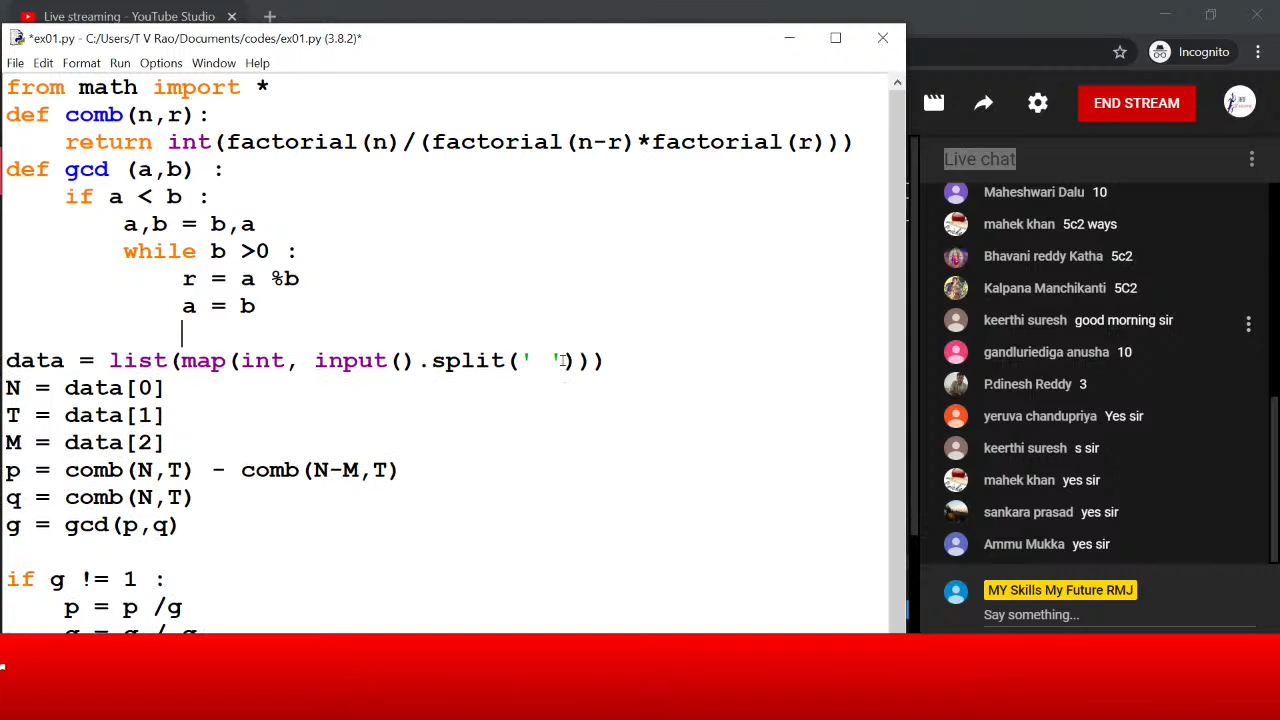 Live streaming - YouTube Studio
*ex01.py - C:/Users/T V Rao/Documents/codes/ex01.py (3.8.2)*
File Edit Format Run Options Window Help
Incognito
from math import *
def comb(n,r):
    return int(factorial(n)/(factorial(n-r)*factorial(r)))
def gcd (a,b) :
    if a < b :
        a,b = b,a
        while b >0 :
            r = a %b
            a = b
data = list(map(int, input().split(' ')))
N = data[0]
T = data[1]
M = data[2]
p = comb(N,T) - comb(N-M,T)
q = comb(N,T)
g = gcd(p,q)
if g != 1 :
    p = p /g
END STREAM
Live chat
Maheshwari Dalu 10
mahek khan 5c2 ways
Bhavani reddy Katha 5c2
Kalpana Manchikanti 5C2
keerthi suresh good morning sir
gandluriediga anusha 10
P.dinesh Reddy 3
yeruva chandupriya Yes sir
keerthi suresh s sir
mahek khan yes sir
sankara prasad yes sir
Ammu Mukka yes sir
MY Skills My Future RMJ
Say something...